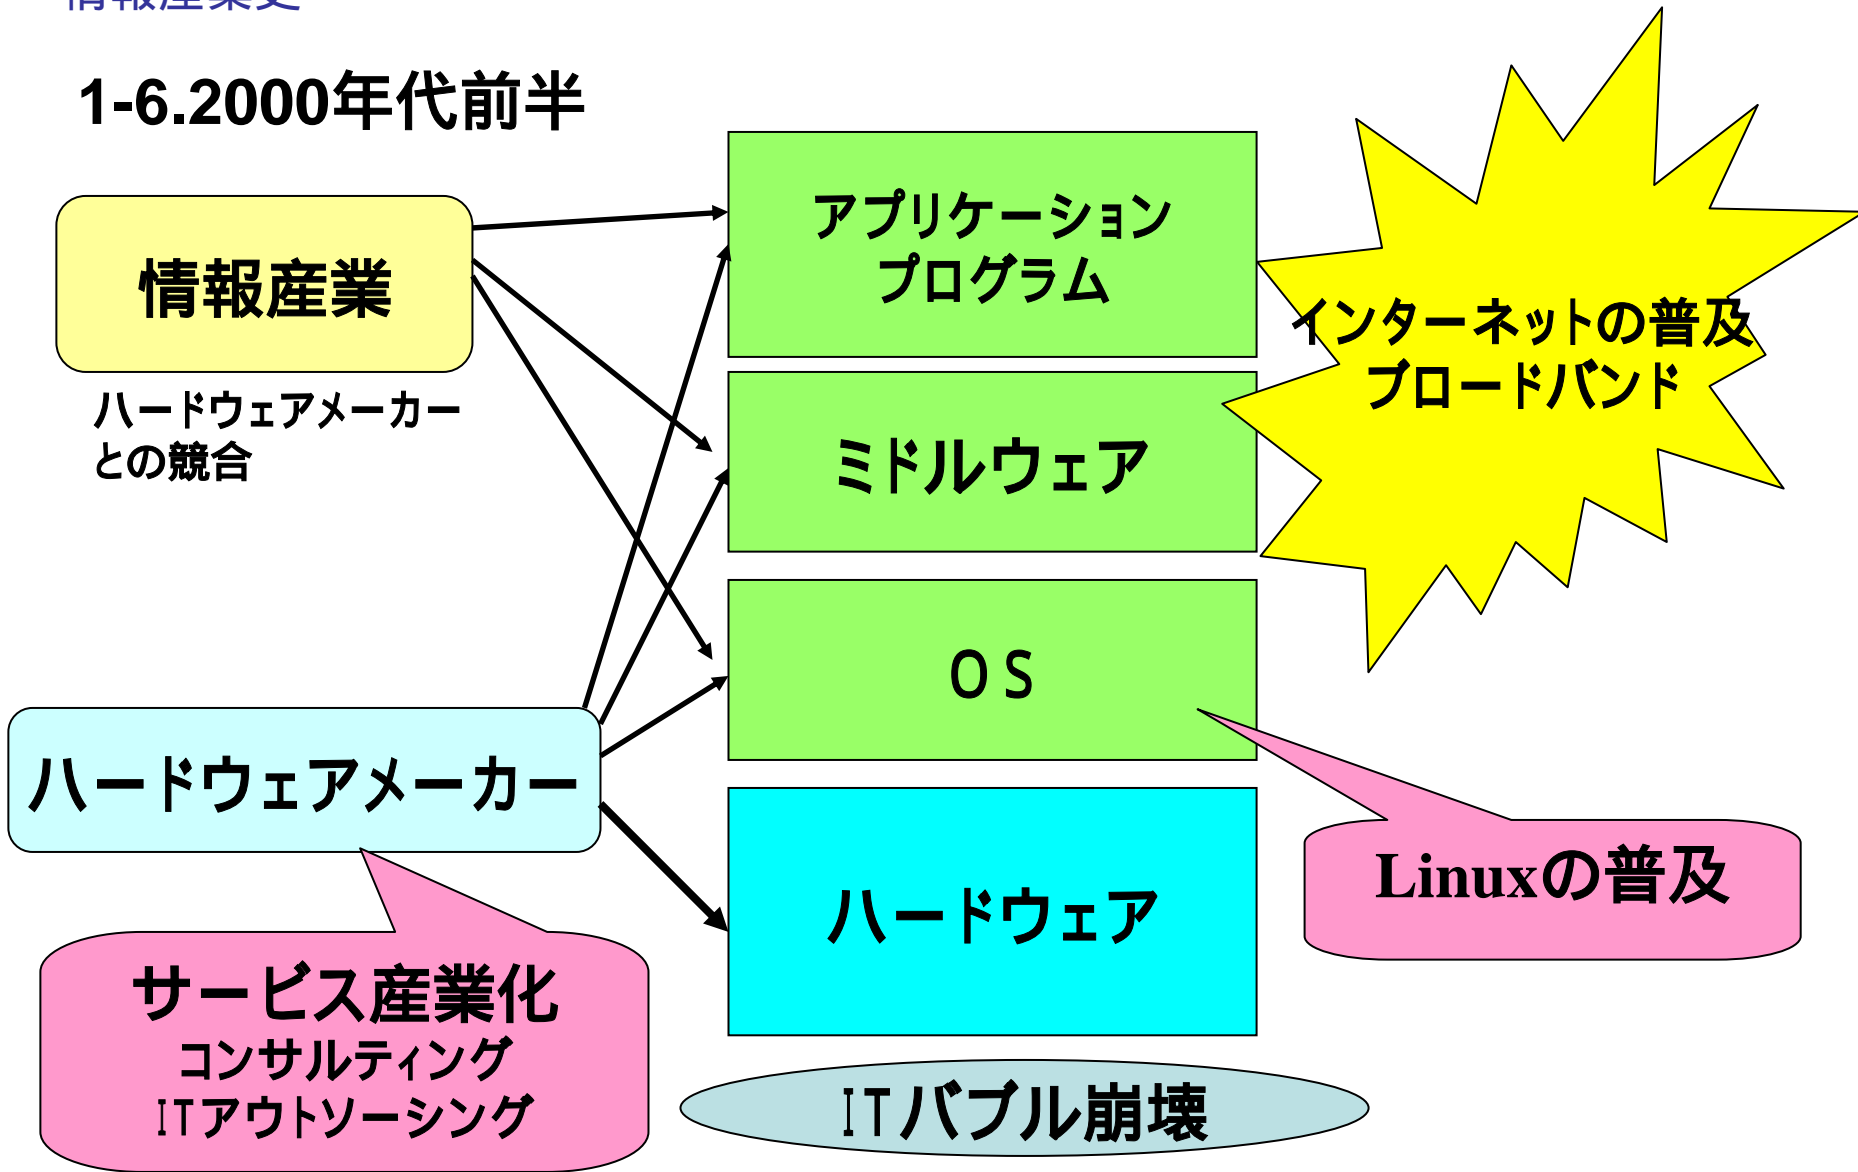 情報産業史
1-6.2000年代前半
情報産業
ハードウェアメーカー
との競合
アプリケーション
プログラム
ミドルウェア
ＯＳ
ハードウェア
インターネットの普及
ブロードバンド
ハードウェアメーカー
Linuxの普及
サービス産業化
コンサルティング
ITアウトソーシング
ITバブル崩壊